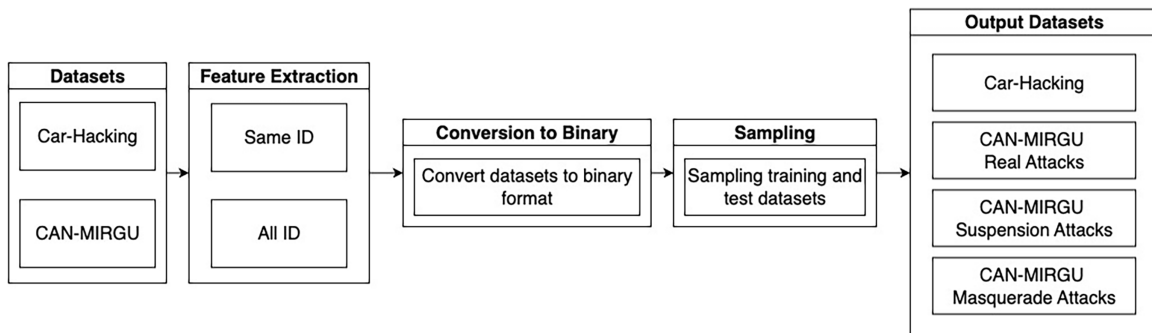 Datasets
Car-Hacking
CAN-MIRGU
Feature Extraction
Same ID
All ID
Conversion to Binary
Convert datasets to binary
format
Sampling
Sampling training and
test datasets
Output Datasets
Car-Hacking
CAN-MIRGU
Real Attacks
CAN-MIRGU
Suspension Attacks
CAN-MIRGU
Masquerade Attacks